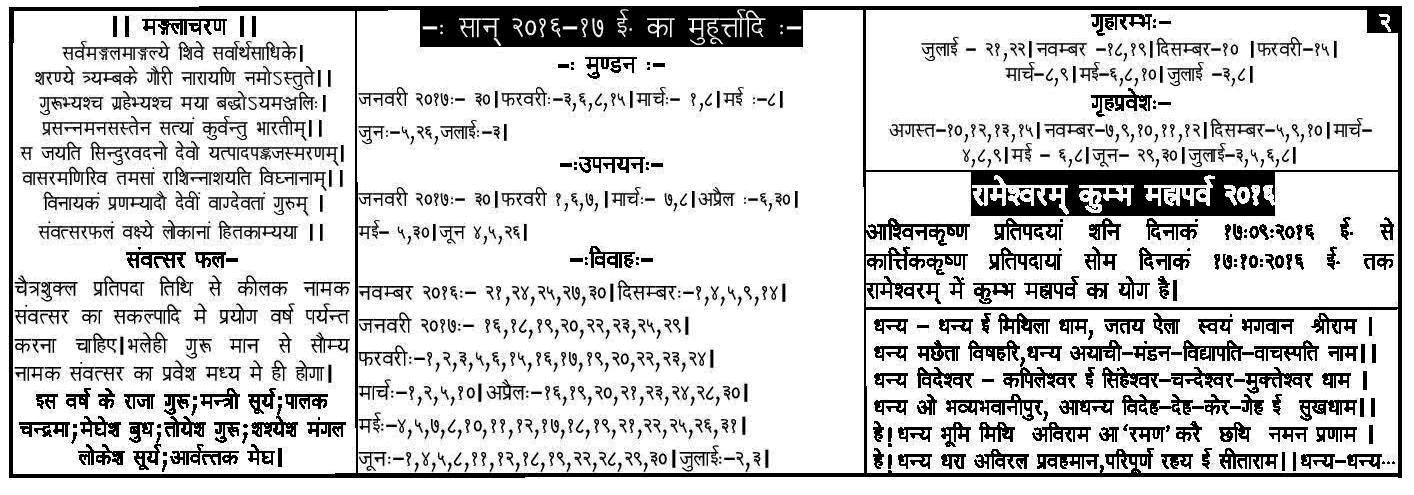 ।। मङ्गलाचरण ।।
सर्वमङ्गलमाङ्गल्ये शिवे सर्वार्थसाधिके।
शरण्ये त्र्यम्बके गौरी नारायणि नमोऽस्तुते।।
गुरूभ्यश्च ग्रहेभ्यश्च मया बद्धोऽयमञ्जलिः।
प्रसन्नमनसस्तेन सत्यां कुर्वन्तु भारतीम्।।
स जयति सिन्दुरवदनो देवो यत्पादपङ्कजस्मरणम्।
वासरमणिरिव तमसां राशिन्नाशयति विघ्नानाम्।।
विनायकं प्रणम्यादौ देवीं वाग्देवतां गुरुम् ।
संवत्सरफलं वक्ष्ये लोकानां हितकाम्यया ।।
संवत्सर फल–
चैत्रशुक्ल प्रतिपदा तिथि से कीलक नामक
संवत्सर का सकल्पादि मे प्रयोग वर्ष पर्यन्त
करना चाहिए।भलेही गुरू मान से सौम्य
नामक संवत्सर का प्रवेश मध्य मे ही होगा।
इस वर्ष के राजा गुरू;मन्त्री सूर्य;पालक
चन्द्रमा;मेघेश बुध;तोयेश गुरू;शश्येश मंगल
लोकेश सूर्य;आर्वत्तक मेघ।
–: सान् २०१६–१७ ई॰ का मुहूर्त्तादि :–
–: मुण्डन :–
जनवरी २०१७:– ३०।फरवरी:–३,६,८,१५।मार्च:– १,८।मई :–८।
जुन:–५,२६,जलाई:–३।
–:उपनयन:–
जनवरी २०१७:– ३०।फरवरी १,६,७, ।मार्च:– ७,८।अप्रैल :–६,३०।
मई– ५,३०।जून ४,५,२६।
–:विवाह:–
नवम्बर २०१६:– २१,२४,२५,२७,३०।दिसम्बर:–१,४,५,९,१४।
जनवरी २०१७:– १६,१८,१९,२०,२२,२३,२५,२९।
फरवरी:–१,२,३,५,६,१५,१६,१७,१९,२०,२२,२३,२४।
मार्च:–१,२,५,१०।अप्रैल:–१६,१९,२०,२१,२३,२४,२८,३०।
मई:–४,५,७,८,१०,११,१२,१७,१८,१९,२१,२२,२५,२६,३१।
जून:–१,४,५,८,११,१२,१८,१९,२२,२८,२९,३०।जुलाई:–२,३।
२
गृहारम्भ:–
जुलाई – २१,२२।नवम्बर –१८,१९।दिसम्बर–१० ।फरवरी–१५।
मार्च–८,९।मई–६,८,१०।जुलाई –३,८।
गृहप्रवेश:–
अगस्त–१०,१२,१३,१५।नवम्बर–७,९,१०,११,१२।दिसम्बर–५,९,१०।मार्च–
४,८,९।मई – ६,८।जून– २९,३०।जुलाई–३,५,६,८।
रामेश्वरम् कुम्भ महापर्व २०१६
आश्विनकृष्ण प्रतिपदयां शनि दिनाकं १७:०९:२०१६ ई॰ से
कार्त्तिककृष्ण प्रतिपदायां सोम दिनाकं १७:१०:२०१६ ई॰ तक
रामेश्वरम् में कुम्भ महापर्व का योग है।
धन्य – धन्य ई मिथिला धाम, जतय ऐला स्वयं भगवान श्रीराम ।
धन्य मछैता विषहरि,धन्य अयाची–मंडन–विद्यापति–वाचस्पति नाम।।
धन्य विदेश्वर – कपिलेश्वर ई सिंहेश्वर–चन्देश्वर–मुक्तेश्वर धाम ।
धन्य ओ भव्यभवानीपुर, आधन्य विदेह–देह–केर–गेह ई सुखधाम।।
हे!धन्य भूमि मिथि अविराम आ 'रमण' करै छथि नमन प्रणाम ।
हे!धन्य धरा अविरल प्रवहमान,परिपूर्ण रहय ई सीताराम।।धन्य–धन्य···